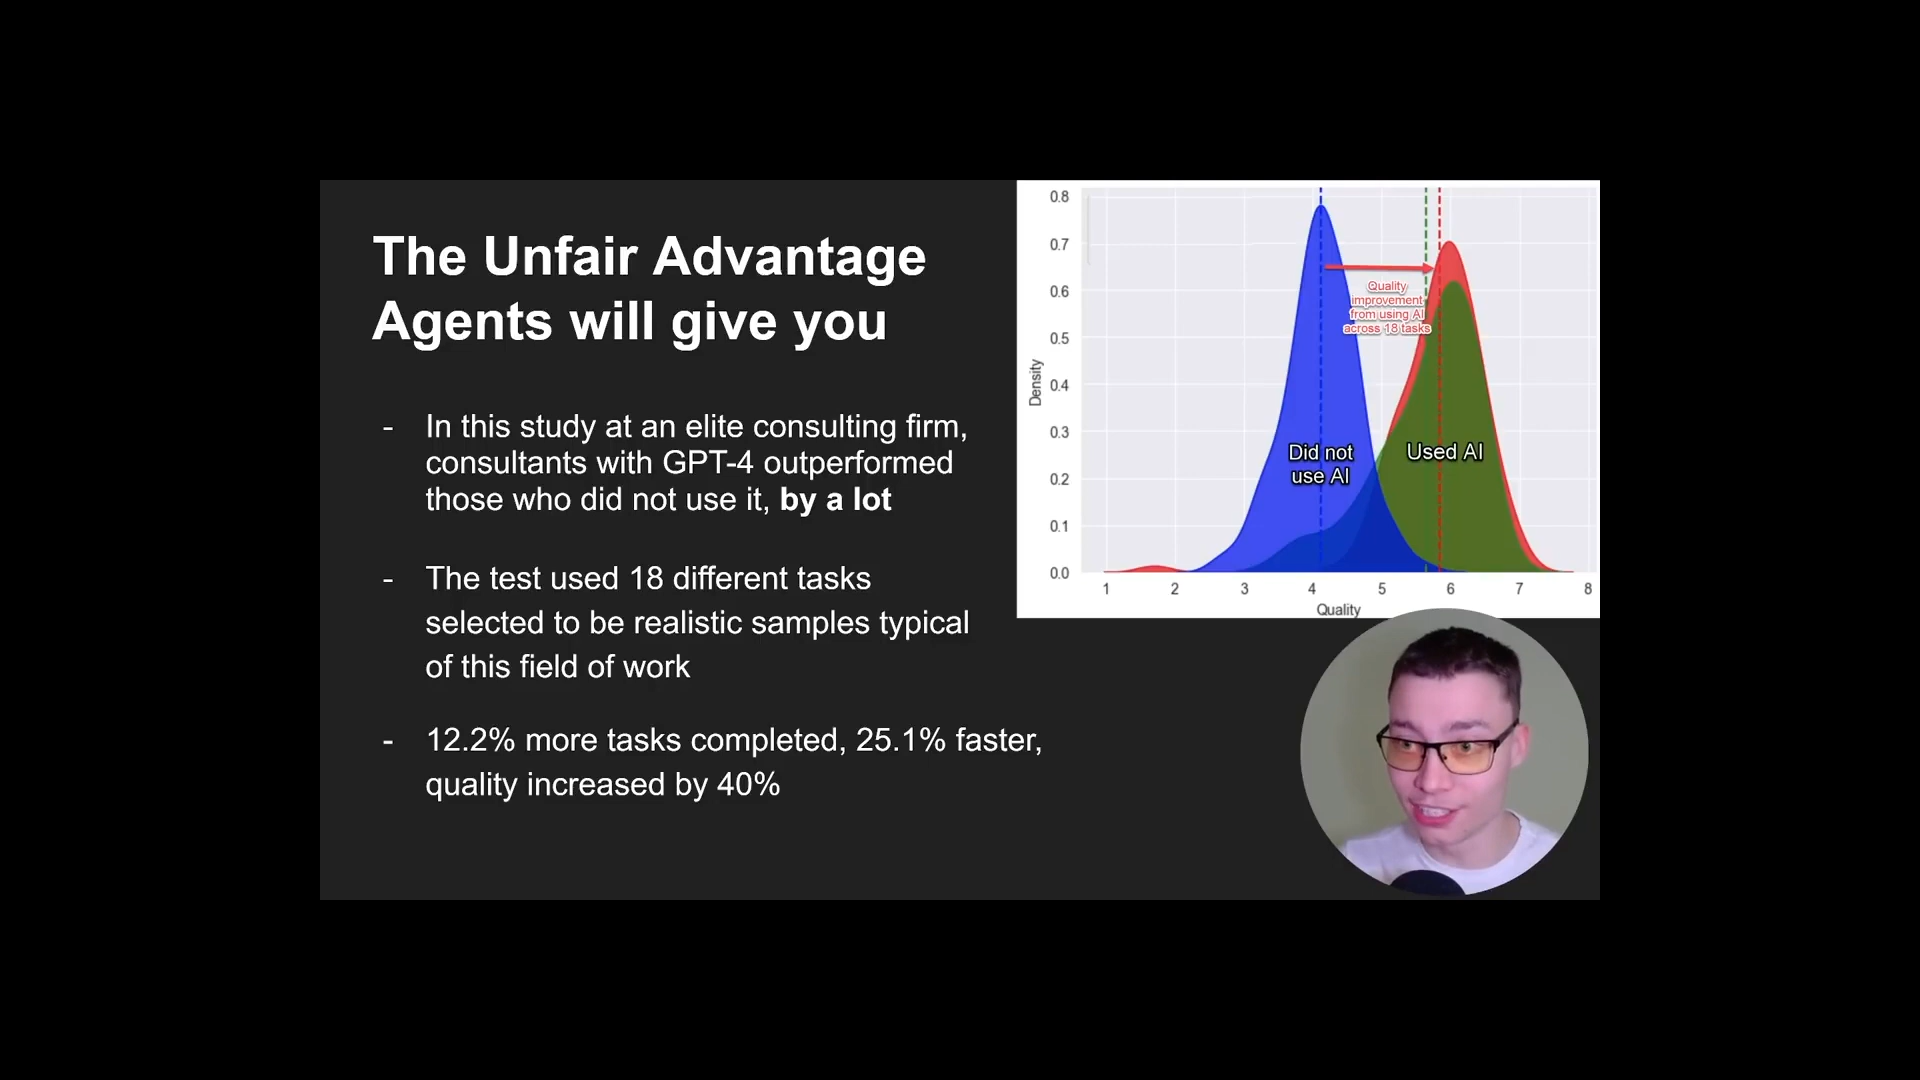 The Unfair Advantage
Agents will give you
- In this study at an elite consulting firm,
consultants with GPT-4 outperformed
those who did not use it, by a lot
- The test used 18 different tasks
selected to be realistic samples typical
of this field of work
- 12.2% more tasks completed, 25.1% faster,
quality increased by 40%
0.8
0.7
0.6
0.5
0.4
0.3
0.2
0.1
0.0
Density
Quality
improvement
from using AI
across 18 tasks
Did not
use AI
Used AI
1 2 3 4 5 6 7 8
Quality